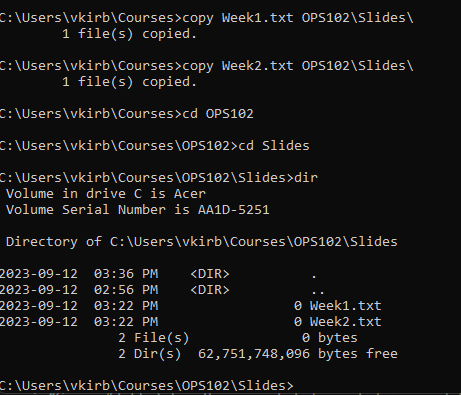 C:\Users\vkirb\Courses>copy Week1.txt OPS102\Slides\
        1 file(s) copied.
C:\Users\vkirb\Courses>copy Week2.txt OPS102\Slides\
        1 file(s) copied.
C:\Users\vkirb\Courses>cd OPS102
C:\Users\vkirb\Courses\OPS102>cd Slides
C:\Users\vkirb\Courses\OPS102\Slides>dir
 Volume in drive C is Acer
 Volume Serial Number is AA1D-5251
 Directory of C:\Users\vkirb\Courses\OPS102\Slides
2023-09-12  03:36 PM    <DIR>          .
2023-09-12  02:56 PM    <DIR>          ..
2023-09-12  03:22 PM                 0 Week1.txt
2023-09-12  03:22 PM                 0 Week2.txt
               2 File(s)              0 bytes
               2 Dir(s)  62,751,748,096 bytes free
C:\Users\vkirb\Courses\OPS102\Slides>